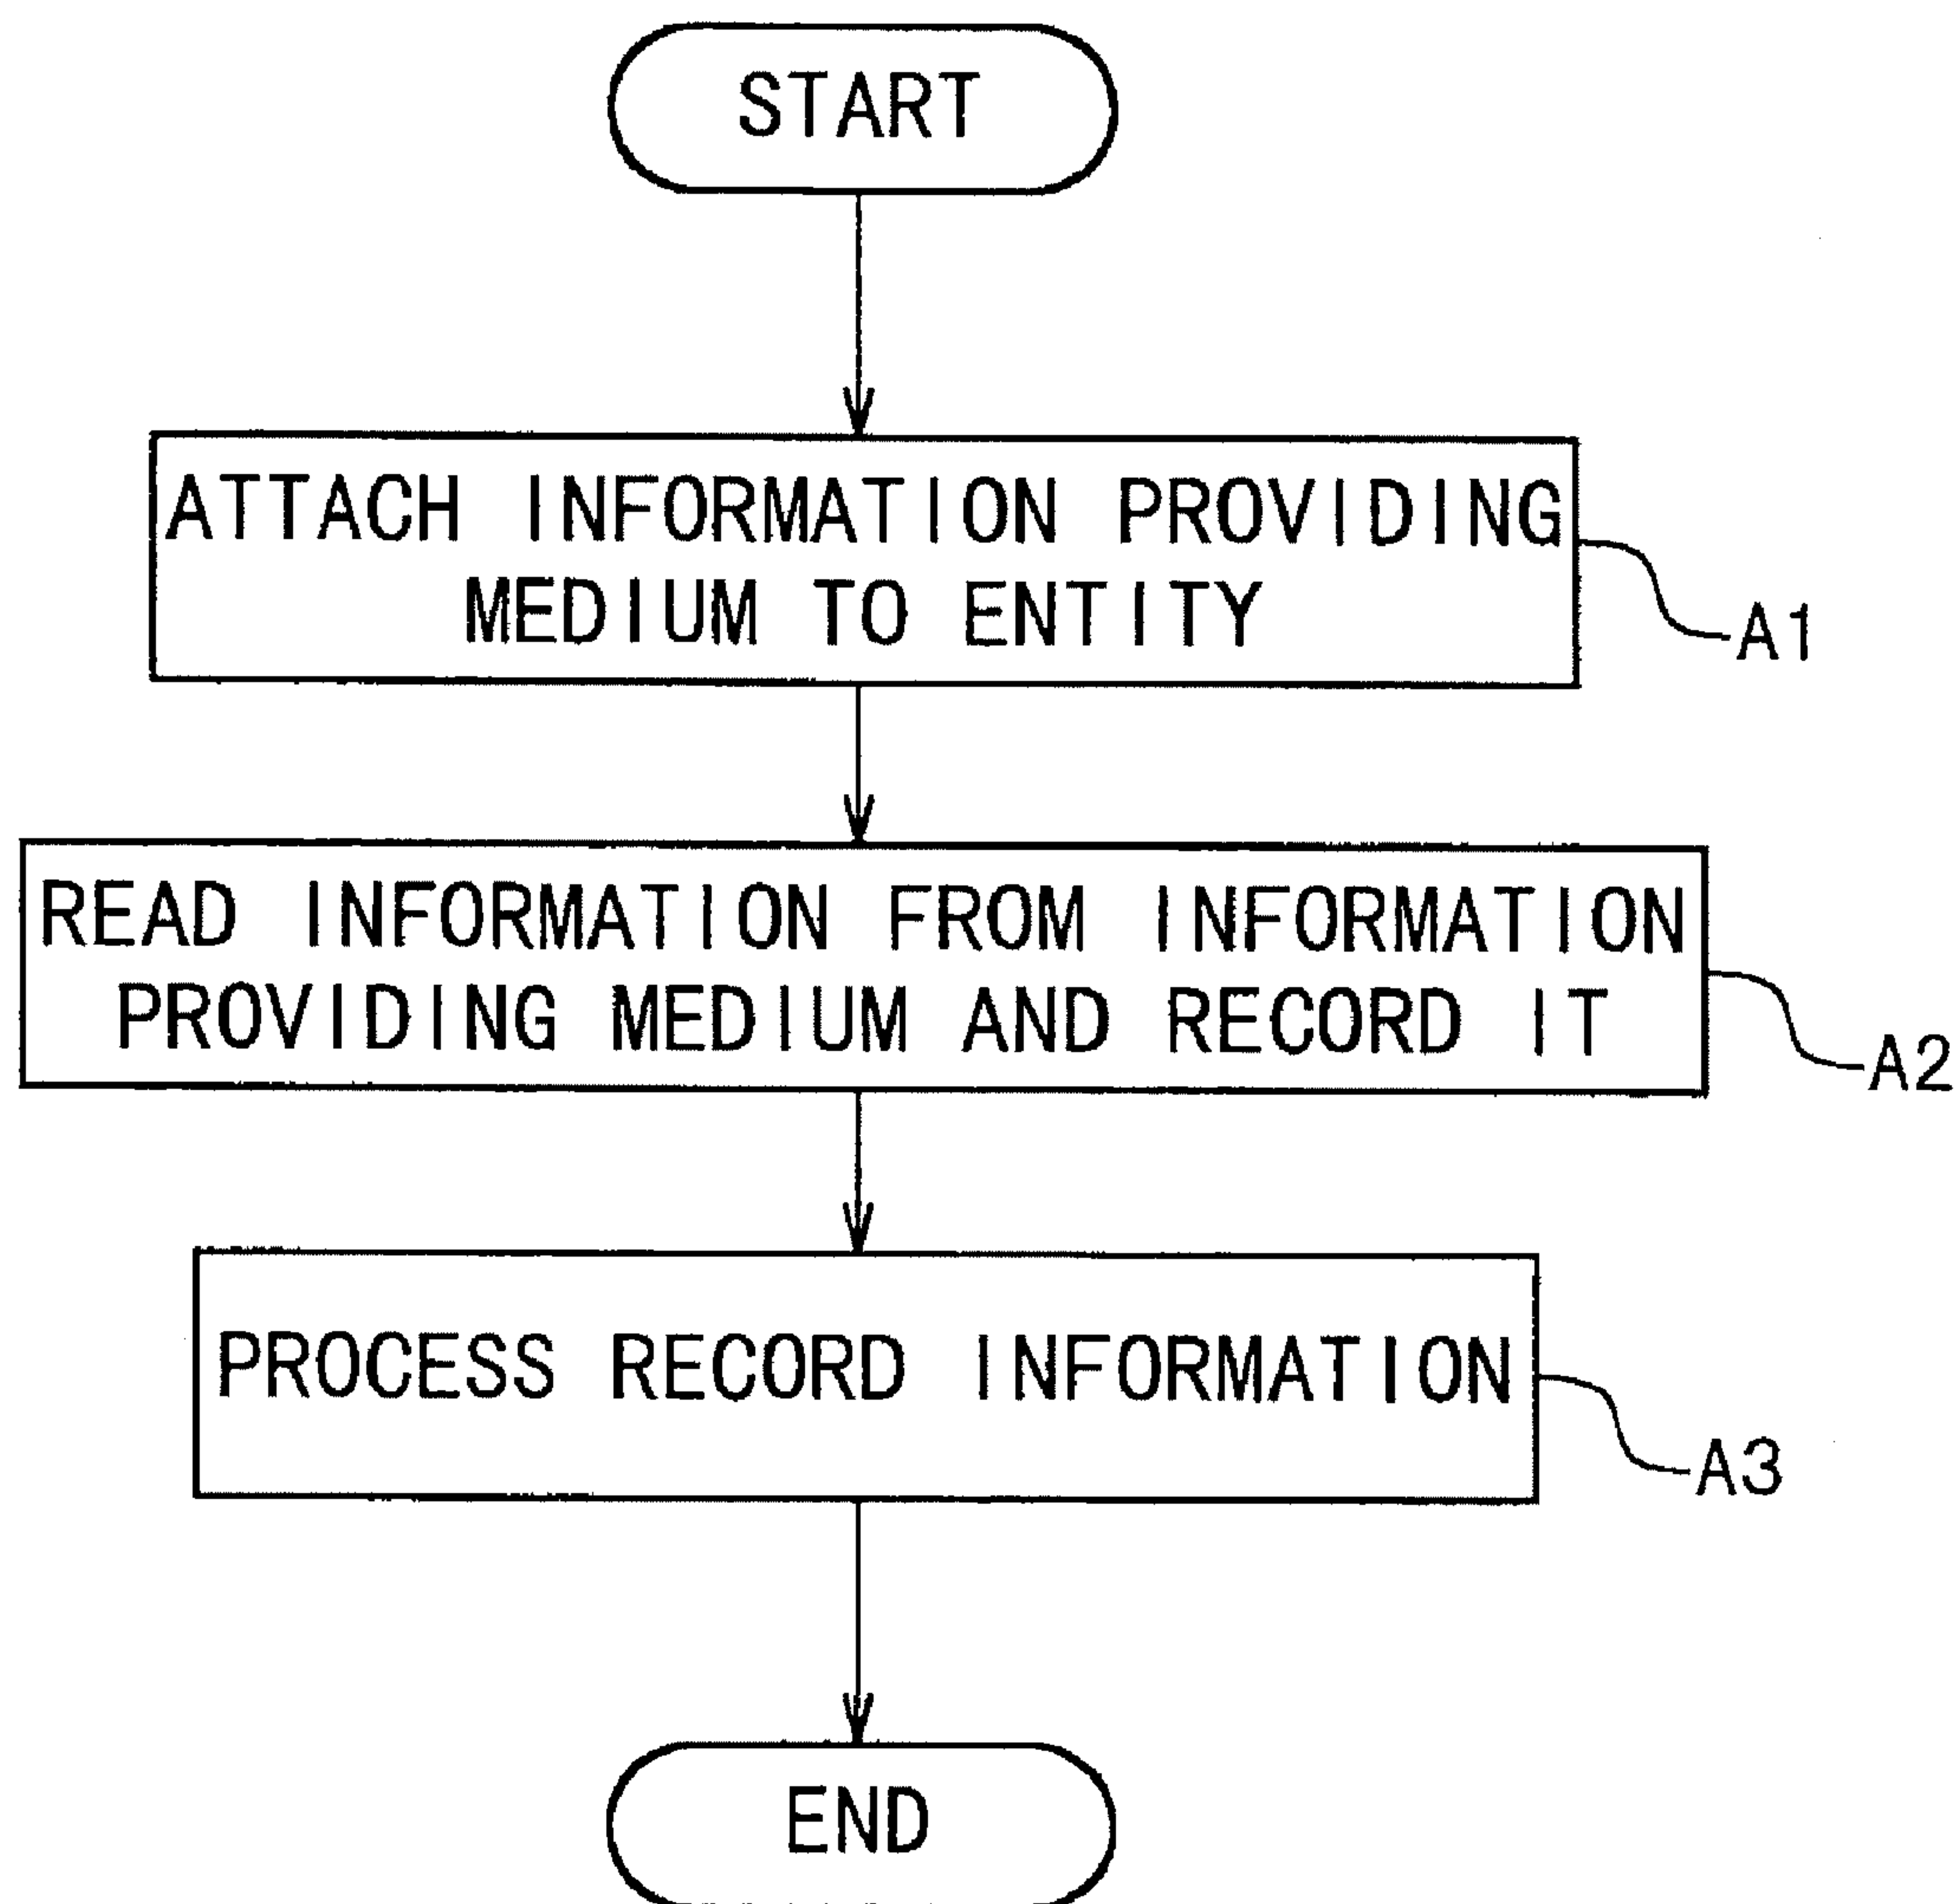 START
ATTACH INFORMATION PROVIDING
MEDIUM TO ENTITY
A1
READ INFORMATION FROM INFORMATION
PROVIDING MEDIUM AND RECORD IT
A2
PROCESS RECORD INFORMATION
A3
END